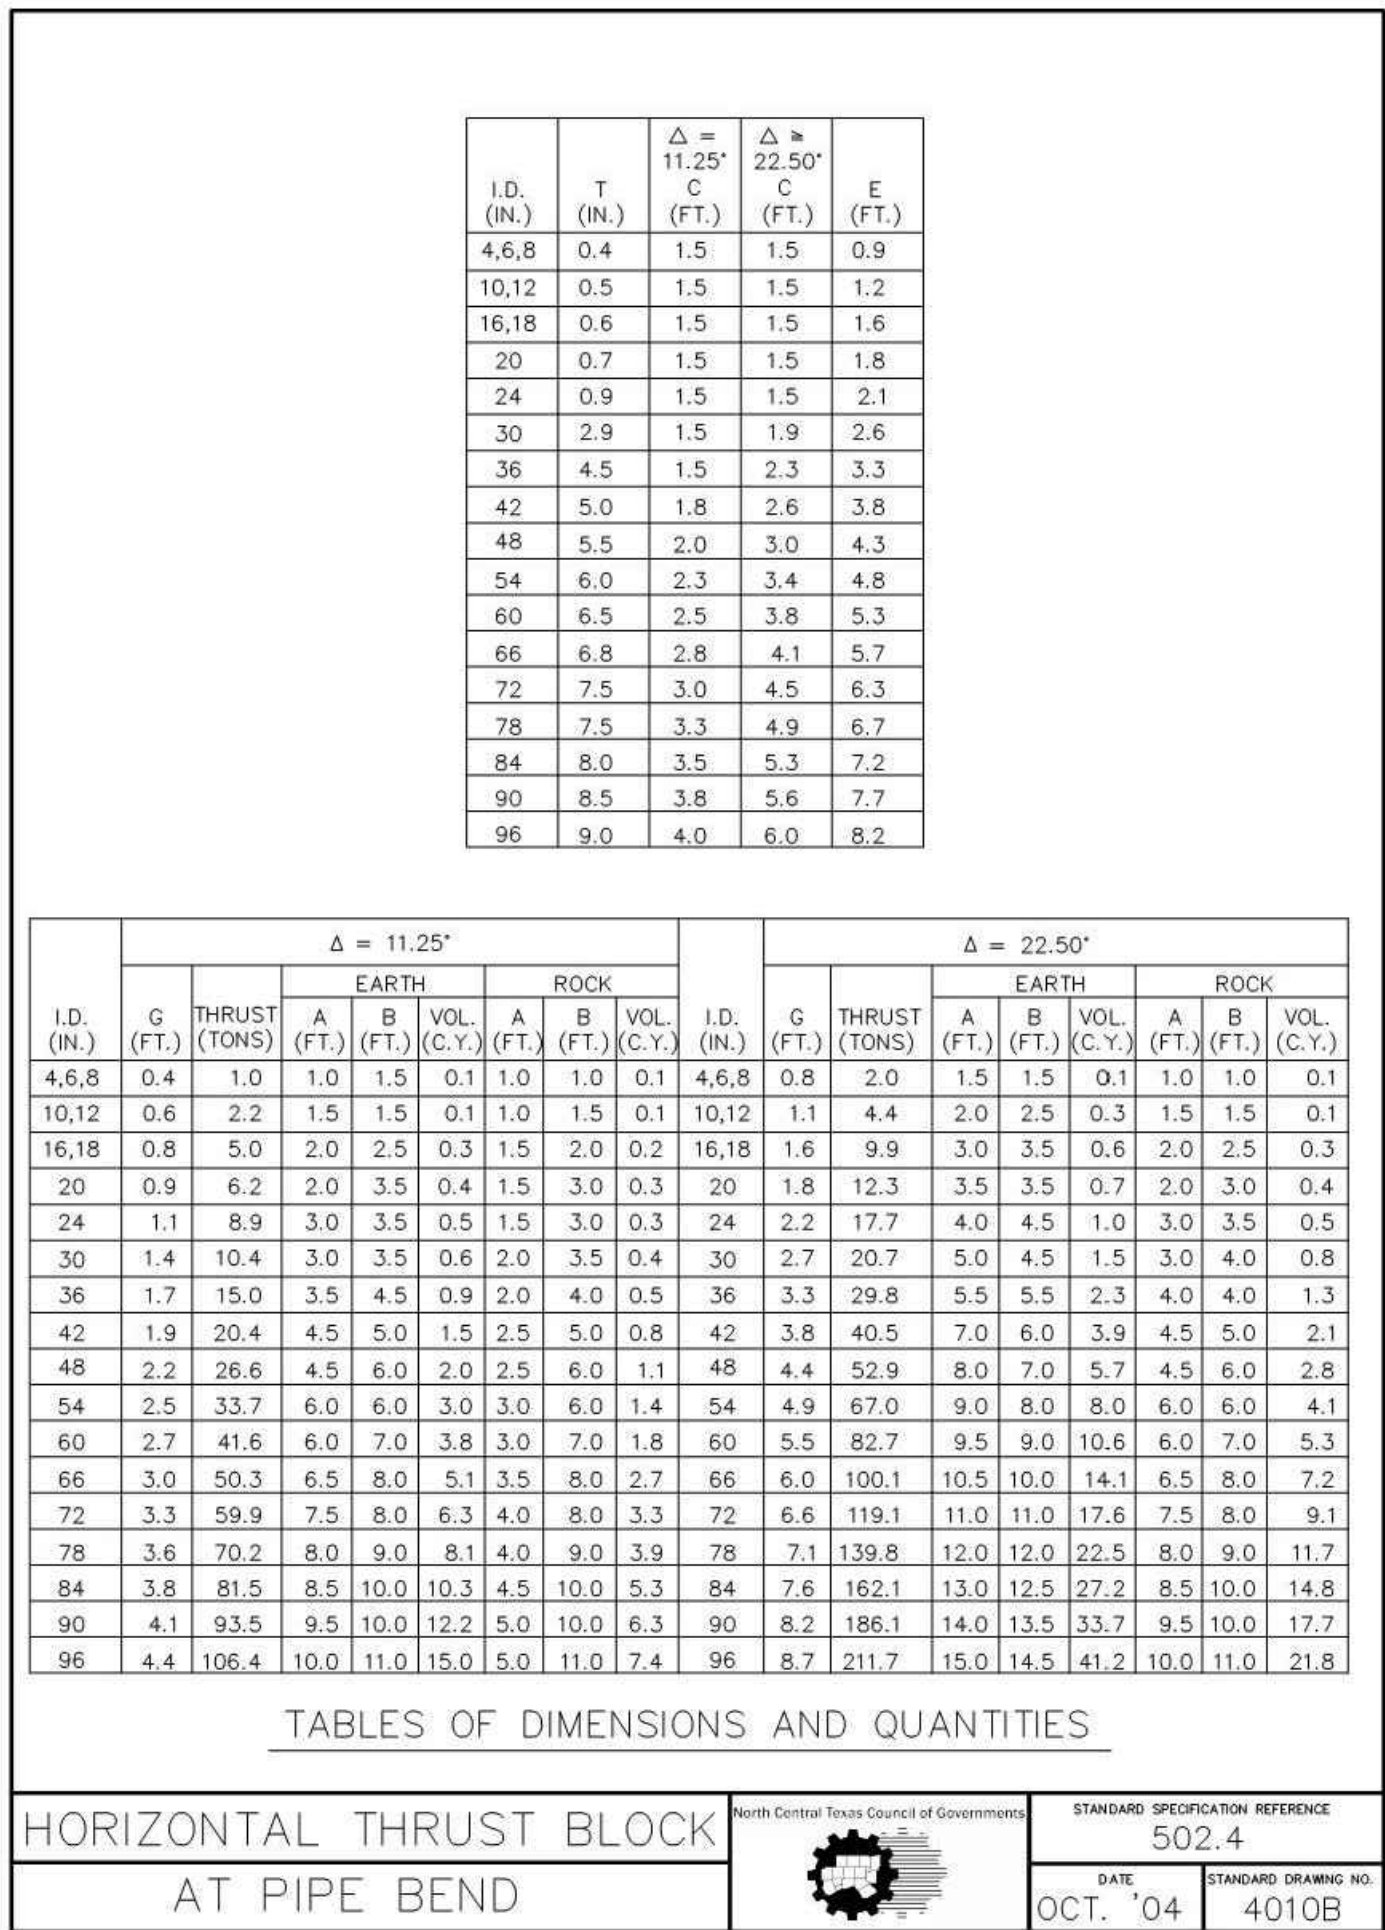 I.D. (IN.) T (IN.) △ = 11.25° C (FT.) △ ≥ 22.50° C (FT.) E (FT.)
4,6,8 0.4 1.5 1.5 0.9
10,12 0.5 1.5 1.5 1.2
16,18 0.6 1.5 1.5 1.6
20 0.7 1.5 1.5 1.8
24 0.9 1.5 1.5 2.1
30 2.9 1.5 1.9 2.6
36 4.5 1.5 2.3 3.3
42 5.0 1.8 2.6 3.8
48 5.5 2.0 3.0 4.3
54 6.0 2.3 3.4 4.8
60 6.5 2.5 3.8 5.3
66 6.8 2.8 4.1 5.7
72 7.5 3.0 4.5 6.3
78 7.5 3.3 4.9 6.7
84 8.0 3.5 5.3 7.2
90 8.5 3.8 5.6 7.7
96 9.0 4.0 6.0 8.2
Δ = 11.25° Δ = 22.50°
EARTH ROCK EARTH ROCK
I.D. (IN.) G (FT.) THRUST (TONS) A (FT.) B (FT.) VOL. (C.Y.) A (FT.) B (FT.) VOL. (C.Y.) I.D. (IN.) G (FT.) THRUST (TONS) A (FT.) B (FT.) VOL. (C.Y.) A (FT.) B (FT.) VOL. (C.Y.)
4,6,8 0.4 1.0 1.0 1.5 0.1 1.0 1.0 0.1 4,6,8 0.8 2.0 1.5 1.5 0.1 1.0 1.0 0.1
10,12 0.6 2.2 1.5 1.5 0.1 1.0 1.5 0.1 10,12 1.1 4.4 2.0 2.5 0.3 1.5 1.5 0.1
16,18 0.8 5.0 2.0 2.5 0.3 1.5 2.0 0.2 16,18 1.6 9.9 3.0 3.5 0.6 2.0 2.5 0.3
20 0.9 6.2 2.0 3.5 0.4 1.5 3.0 0.3 20 1.8 12.3 3.5 3.5 0.7 2.0 3.0 0.4
24 1.1 8.9 3.0 3.5 0.5 1.5 3.0 0.3 24 2.2 17.7 4.0 4.5 1.0 3.0 3.5 0.5
30 1.4 10.4 3.0 3.5 0.6 2.0 3.5 0.4 30 2.7 20.7 5.0 4.5 1.5 3.0 4.0 0.8
36 1.7 15.0 3.5 4.5 0.9 2.0 4.0 0.5 36 3.3 29.8 5.5 5.5 2.3 4.0 4.0 1.3
42 1.9 20.4 4.5 5.0 1.5 2.5 5.0 0.8 42 3.8 40.5 7.0 6.0 3.9 4.5 5.0 2.1
48 2.2 26.6 4.5 6.0 2.0 2.5 6.0 1.1 48 4.4 52.9 8.0 7.0 5.7 4.5 6.0 2.8
54 2.5 33.7 6.0 6.0 3.0 3.0 6.0 1.4 54 4.9 67.0 9.0 8.0 8.0 6.0 6.0 4.1
60 2.7 41.6 6.0 7.0 3.8 3.0 7.0 1.8 60 5.5 82.7 9.5 9.0 10.6 6.0 7.0 5.3
66 3.0 50.3 6.5 8.0 5.1 3.5 8.0 2.7 66 6.0 100.1 10.5 10.0 14.1 6.5 8.0 7.2
72 3.3 59.9 7.5 8.0 6.3 4.0 8.0 3.3 72 6.6 119.1 11.0 11.0 17.6 7.5 8.0 9.1
78 3.6 70.2 8.0 9.0 8.1 4.0 9.0 3.9 78 7.1 139.8 12.0 12.0 22.5 8.0 9.0 11.7
84 3.8 81.5 8.5 10.0 10.3 4.5 10.0 5.3 84 7.6 162.1 13.0 12.5 27.2 8.5 10.0 14.8
90 4.1 93.5 9.5 10.0 12.2 5.0 10.0 6.3 90 8.2 186.1 14.0 13.5 33.7 9.5 10.0 17.7
96 4.4 106.4 10.0 11.0 15.0 5.0 11.0 7.4 96 8.7 211.7 15.0 14.5 41.2 10.0 11.0 21.8
TABLES OF DIMENSIONS AND QUANTITIES
HORIZONTAL THRUST BLOCK
AT PIPE BEND
North Central Texas Council of Governments
STANDARD SPECIFICATION REFERENCE
502.4
DATE
OCT. '04
STANDARD DRAWING NO.
4010B